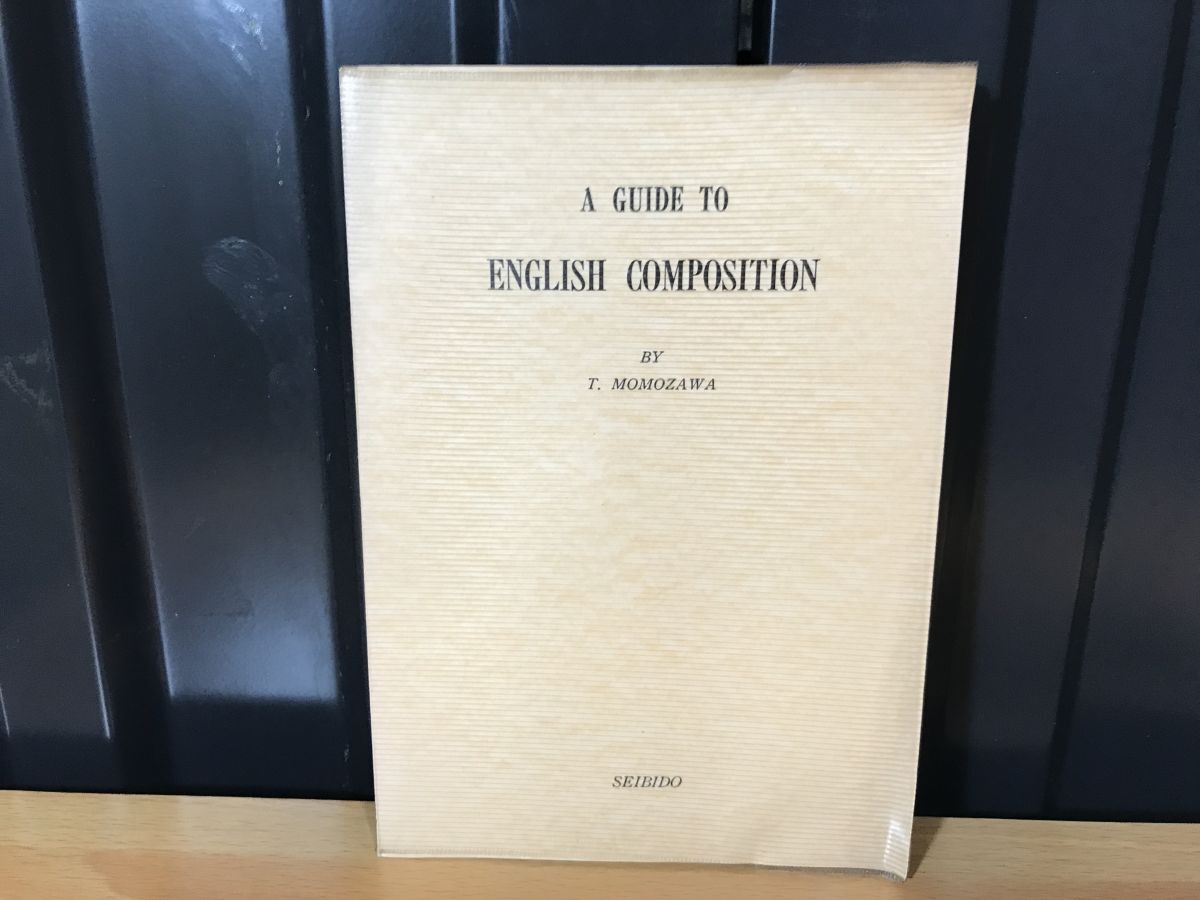 A GUIDE TO
ENGLISH COMPOSITION
BY
T. MOMOZAWA
SEIBIDO